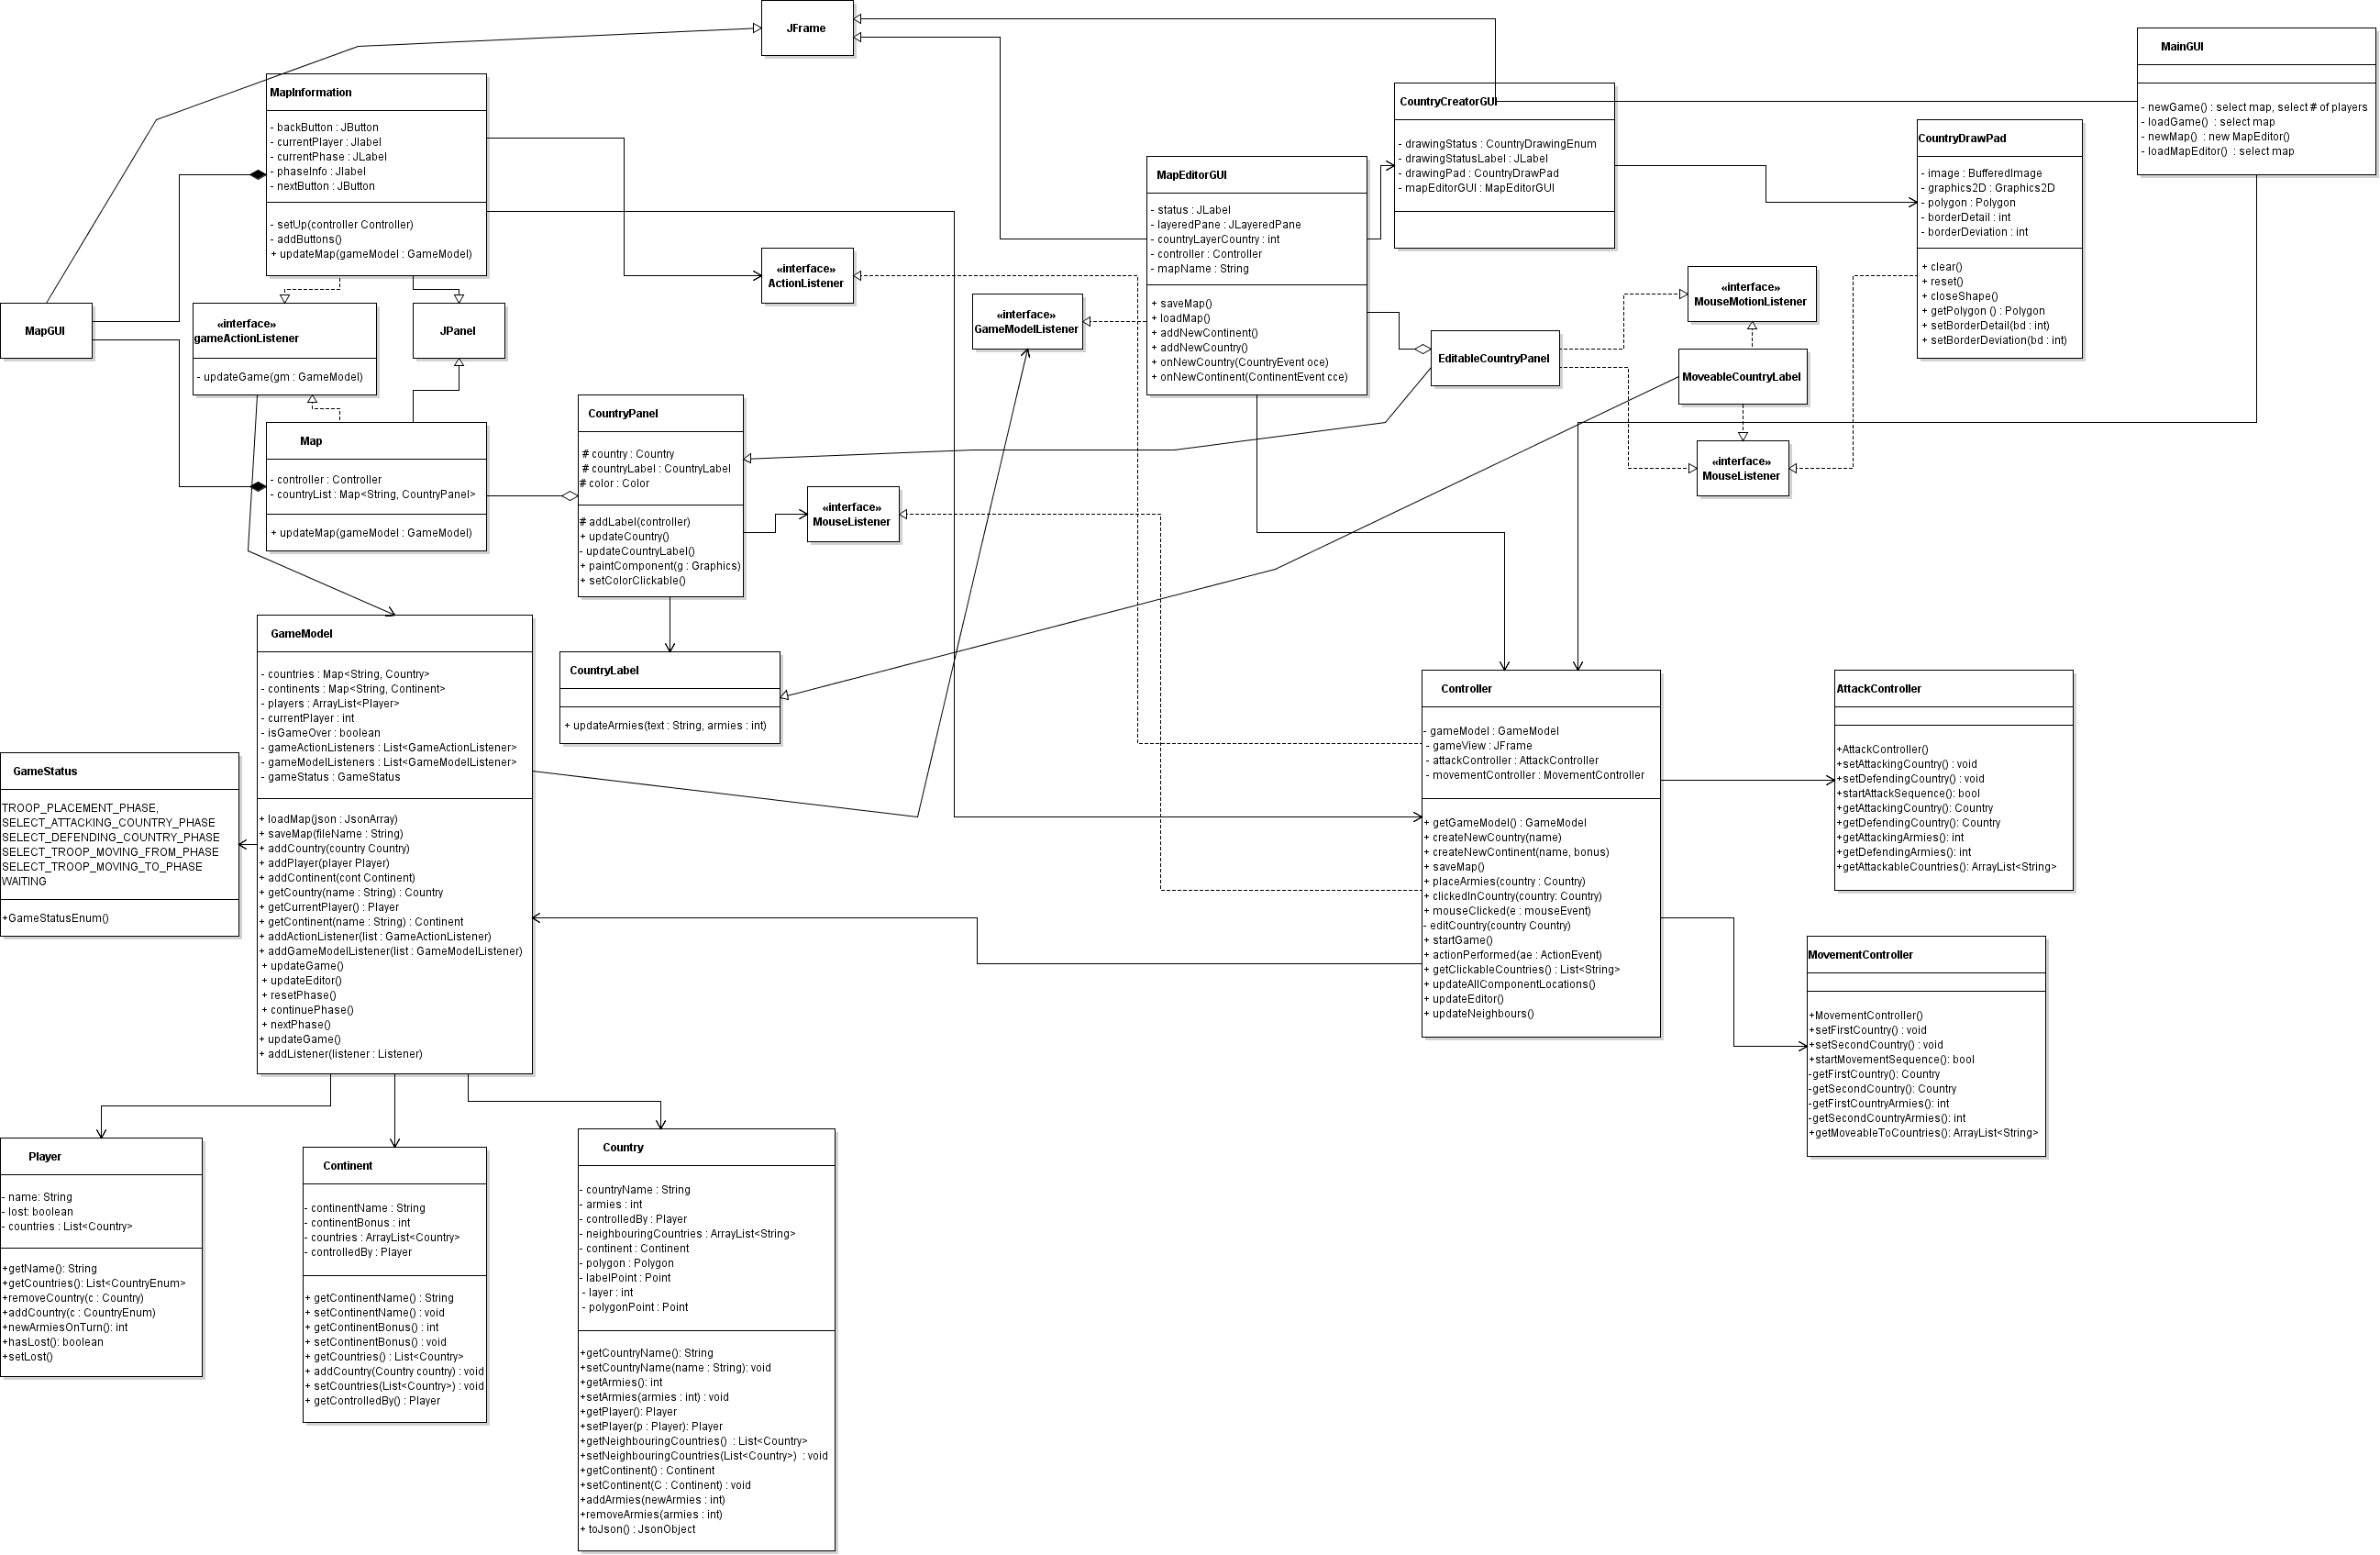 JFrame
MainGUI
- newGame() : select map, select # of players
- loadGame()  : select map
- newMap()  : new MapEditor()
- loadMapEditor()  : select map
MapInformation
- backButton : JButton
- currentPlayer : Jlabel
- currentPhase : JLabel
- phaseInfo : Jlabel
- nextButton : JButton
- setUp(controller Controller)
- addButtons()
+ updateMap(gameModel : GameModel)
CountryCreatorGUI
- drawingStatus : CountryDrawingEnum
- drawingStatusLabel : JLabel
- drawingPad : CountryDrawPad
- mapEditorGUI : MapEditorGUI
CountryDrawPad
- image : BufferedImage
- graphics2D : Graphics2D
- polygon : Polygon
- borderDetail : int
- borderDeviation : int
+ clear()
+ reset()
+ closeShape()
+ getPolygon () : Polygon
+ setBorderDetail(bd : int)
+ setBorderDeviation(bd : int)
MapEditorGUI
- status : JLabel
- layeredPane : JLayeredPane
- countryLayerCountry : int
- controller : Controller
- mapName : String
+ saveMap()
+ loadMap()
+ addNewContinent()
+ addNewCountry()
+ onNewCountry(CountryEvent oce)
+ onNewContinent(ContinentEvent cce)
«interface»
ActionListener
«interface»
GameModelListener
«interface»
MouseMotionListener
MapGUI
«interface»
gameActionListener
- updateGame(gm : GameModel)
JPanel
EditableCountryPanel
MoveableCountryLabel
«interface»
MouseListener
Map
- controller : Controller
- countryList : Map<String, CountryPanel>
+ updateMap(gameModel : GameModel)
CountryPanel
# country : Country
# countryLabel : CountryLabel
# color : Color
# addLabel(controller)
+ updateCountry()
- updateCountryLabel()
+ paintComponent(g : Graphics)
+ setColorClickable()
«interface»
MouseListener
GameModel
- countries : Map<String, Country>
- continents : Map<String, Continent>
- players : ArrayList<Player>
- currentPlayer : int
- isGameOver : boolean
- gameActionListeners : List<GameActionListener>
- gameModelListeners : List<GameModelListener>
- gameStatus : GameStatus
+ loadMap(json : JsonArray)
+ saveMap(fileName : String)
+ addCountry(country Country)
+ addPlayer(player Player)
+ addContinent(cont Continent)
+ getCountry(name : String) : Country
+ getCurrentPlayer() : Player
+ getContinent(name : String) : Continent
+ addActionListener(list : GameActionListener)
+ addGameModelListener(list : GameModelListener)
+ updateGame()
+ updateEditor()
+ resetPhase()
+ continuePhase()
+ nextPhase()
+ updateGame()
+ addListener(listener : Listener)
CountryLabel
+ updateArmies(text : String, armies : int)
Controller
- gameModel : GameModel
- gameView : JFrame
- attackController : AttackController
- movementController : MovementController
+ getGameModel() : GameModel
+ createNewCountry(name)
+ createNewContinent(name, bonus)
+ saveMap()
+ placeArmies(country : Country)
+ clickedInCountry(country: Country)
+ mouseClicked(e : mouseEvent)
- editCountry(country Country)
+ startGame()
+ actionPerformed(ae : ActionEvent)
+ getClickableCountries() : List<String>
+ updateAllComponentLocations()
+ updateEditor()
+ updateNeighbours()
AttackController
+AttackController()
+setAttackingCountry() : void
+setDefendingCountry() : void
+startAttackSequence(): bool
+getAttackingCountry(): Country
+getDefendingCountry(): Country
+getAttackingArmies(): int
+getDefendingArmies(): int
+getAttackableCountries(): ArrayList<String>
GameStatus
TROOP_PLACEMENT_PHASE,
SELECT_ATTACKING_COUNTRY_PHASE
SELECT_DEFENDING_COUNTRY_PHASE
SELECT_TROOP_MOVING_FROM_PHASE
SELECT_TROOP_MOVING_TO_PHASE
WAITING
+GameStatusEnum()
MovementController
+MovementController()
+setFirstCountry() : void
+setSecondCountry() : void
+startMovementSequence(): bool
-getFirstCountry(): Country
-getSecondCountry(): Country
-getFirstCountryArmies(): int
-getSecondCountryArmies(): int
+getMoveableToCountries(): ArrayList<String>
Player
- name: String
- lost: boolean
- countries : List<Country>
+getName(): String
+getCountries(): List<CountryEnum>
+removeCountry(c : Country)
+addCountry(c : CountryEnum)
+newArmiesOnTurn(): int
+hasLost(): boolean
+setLost()
Continent
- continentName : String
- continentBonus : int
- countries : ArrayList<Country>
- controlledBy : Player
+ getContinentName() : String
+ setContinentName() : void
+ getContinentBonus() : int
+ setContinentBonus() : void
+ getCountries() : List<Country>
+ addCountry(Country country) : void
+ setCountries(List<Country>) : void
+ getControlledBy() : Player
Country
- countryName : String
- armies : int
- controlledBy : Player
- neighbouringCountries : ArrayList<String>
- continent : Continent
- polygon : Polygon
- labelPoint : Point
- layer : int
- polygonPoint : Point
+getCountryName(): String
+setCountryName(name : String): void
+getArmies(): int
+setArmies(armies : int) : void
+getPlayer(): Player
+setPlayer(p : Player): Player
+getNeighbouringCountries()  : List<Country>
+setNeighbouringCountries(List<Country>)  : void
+getContinent() : Continent
+setContinent(C : Continent) : void
+addArmies(newArmies : int)
+removeArmies(armies : int)
+ toJson() : JsonObject